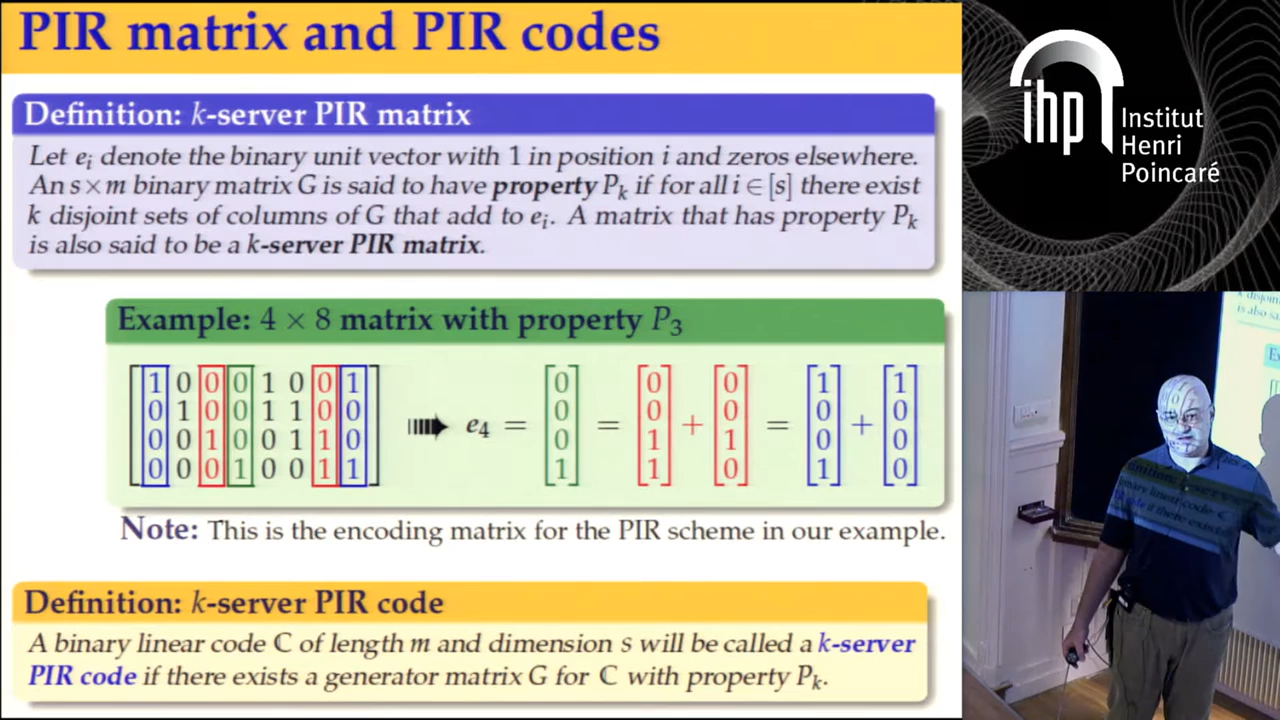 PIR matrix and PIR codes
Definition: k-server PIR matrix
Let e_i denote the binary unit vector with 1 in position i and zeros elsewhere.
An s×m binary matrix G is said to have property P_k if for all i∈[s] there exist
k disjoint sets of columns of G that add to e_i. A matrix that has property P_k
is also said to be a k-server PIR matrix.
Example: 4 × 8 matrix with property P_3
1 0 0 0 1 0 0 1   0   0   0   1   1
0 1 0 0 1 1 0 0 ➠ e_4 = 0 = 0 + 0 = 0 + 0
0 0 1 0 0 1 1 0   0   1   1   0   0
0 0 0 1 0 0 1 1   1   1   0   1   0
Note: This is the encoding matrix for the PIR scheme in our example.
Definition: k-server PIR code
A binary linear code ℂ of length m and dimension s will be called a k-server
PIR code if there exists a generator matrix G for ℂ with property P_k.
ihp
Institut
Henri
Poincaré